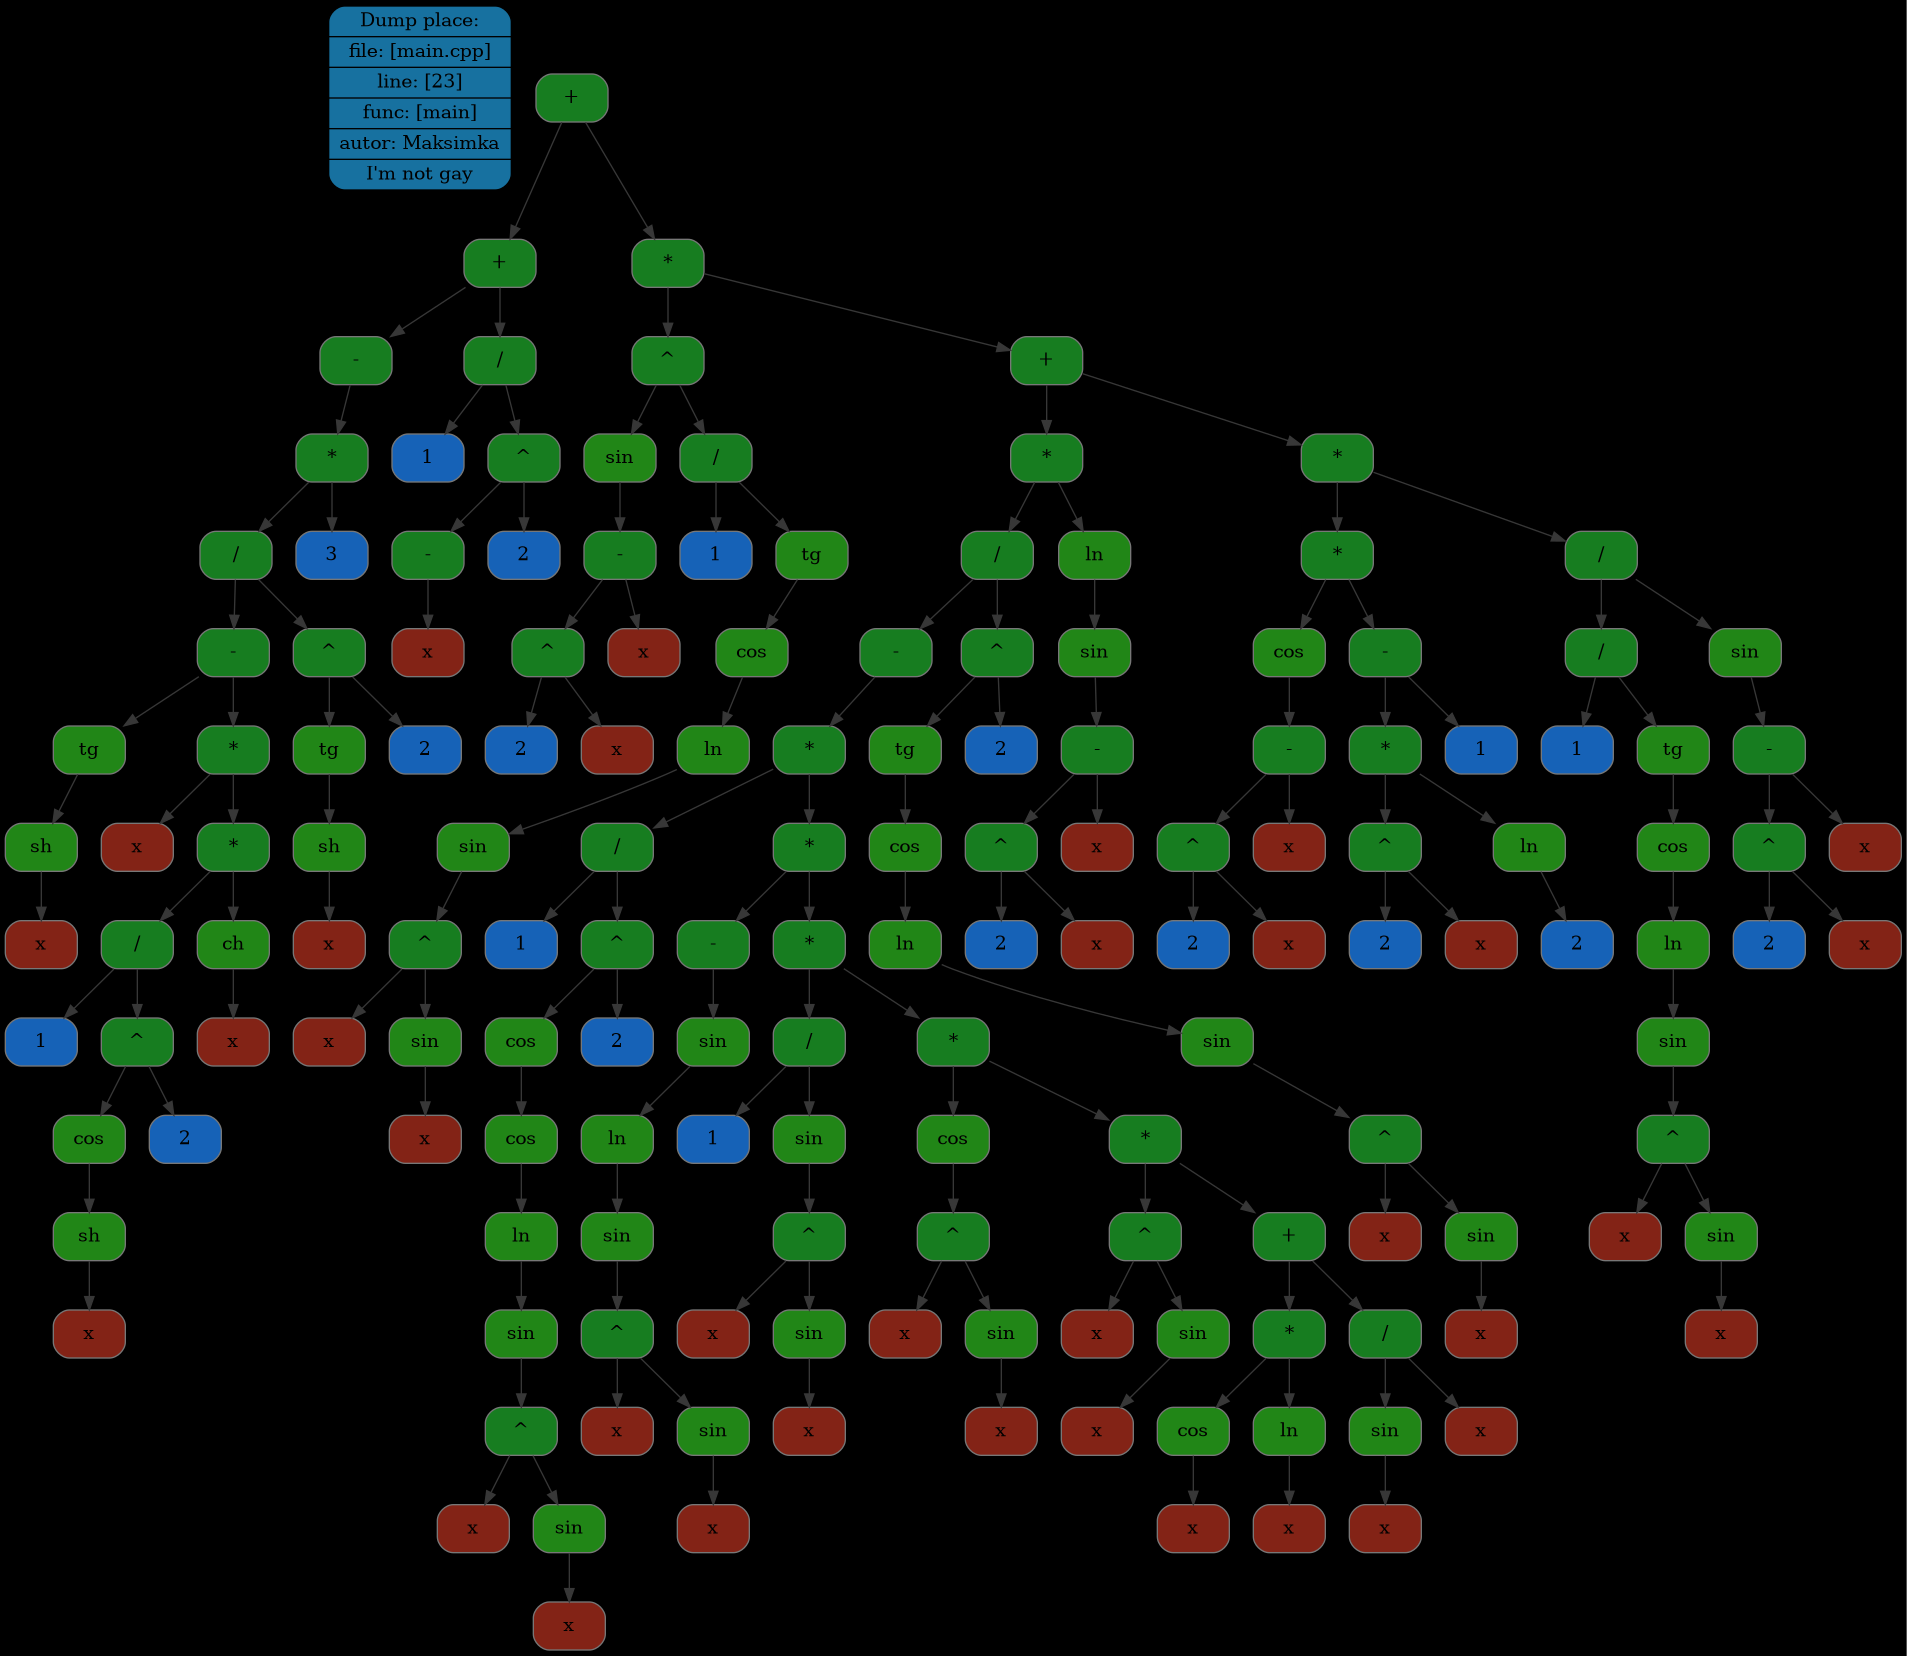 Dump place:
file: [main.cpp]
line: [23]
func: [main]
autor: Maksimka
I'm not gay
+
+ *
- / ^ +
* 1 ^ sin / * *
/ 3 - 2 - 1 tg / ln * /
- ^ x ^ x cos - ^ sin cos - / sin
tg * tg 2 2 x ln * tg 2 - - * 1 1 tg -
sh x * sh sin / * cos ^ x ^ x ^ ln cos ^ x
x / ch x ^ 1 ^ - * ln 2 x 2 x 2 x 2 ln 2 x
1 ^ x x sin cos 2 sin / * sin sin
cos 2 x cos ln 1 sin cos * ^ ^
sh ln sin ^ ^ ^ + x sin x sin
x sin ^ x sin x sin x sin * / x x
^ x sin x x x cos ln sin x
x sin x x x x
x